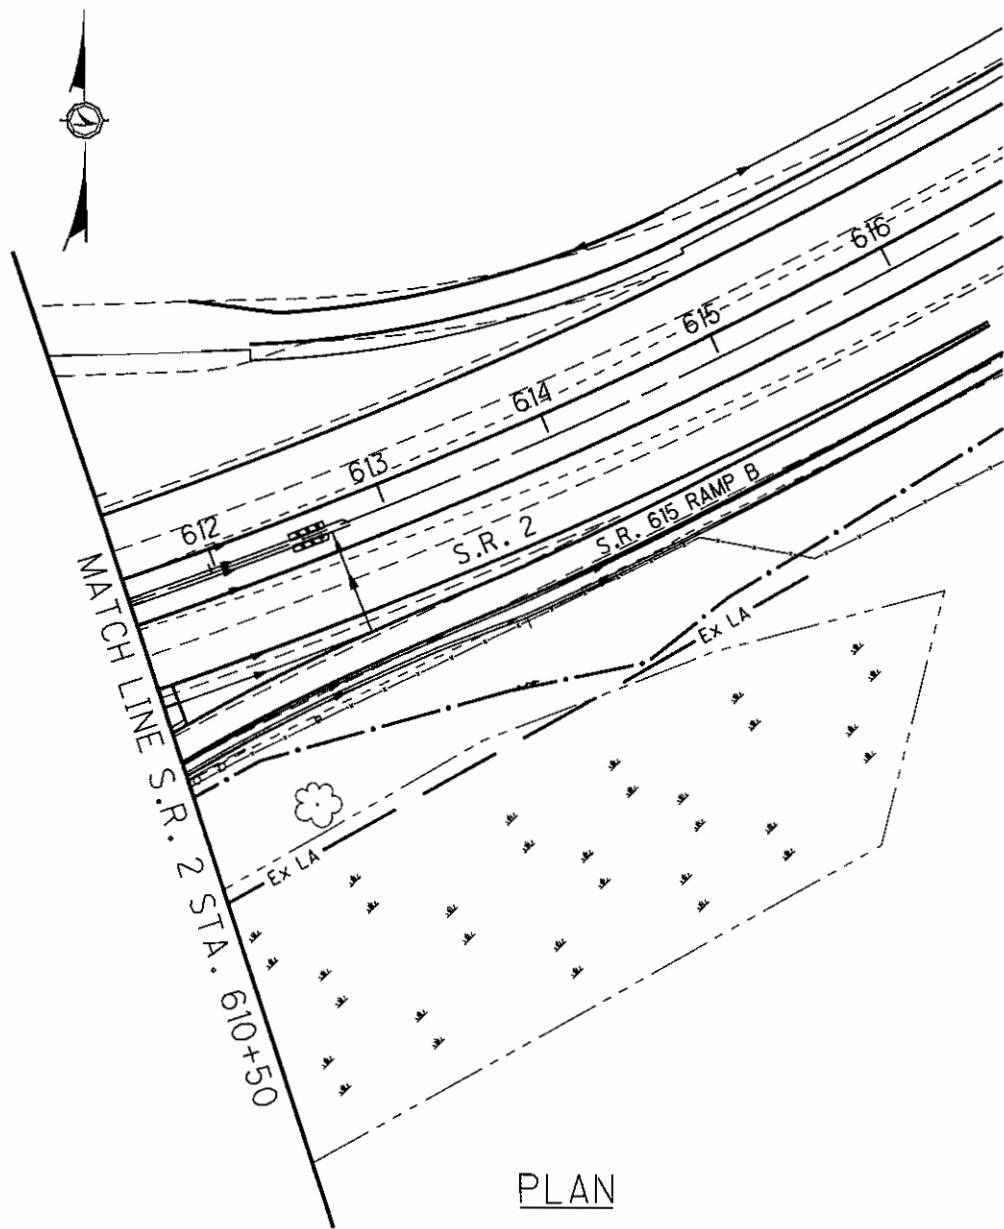 616
615
614
613
612
S.R. 2
S.R. 615 RAMP B
MATCH LINE S.R. 2 STA. 610+50
Ex LA
Ex LA
PLAN